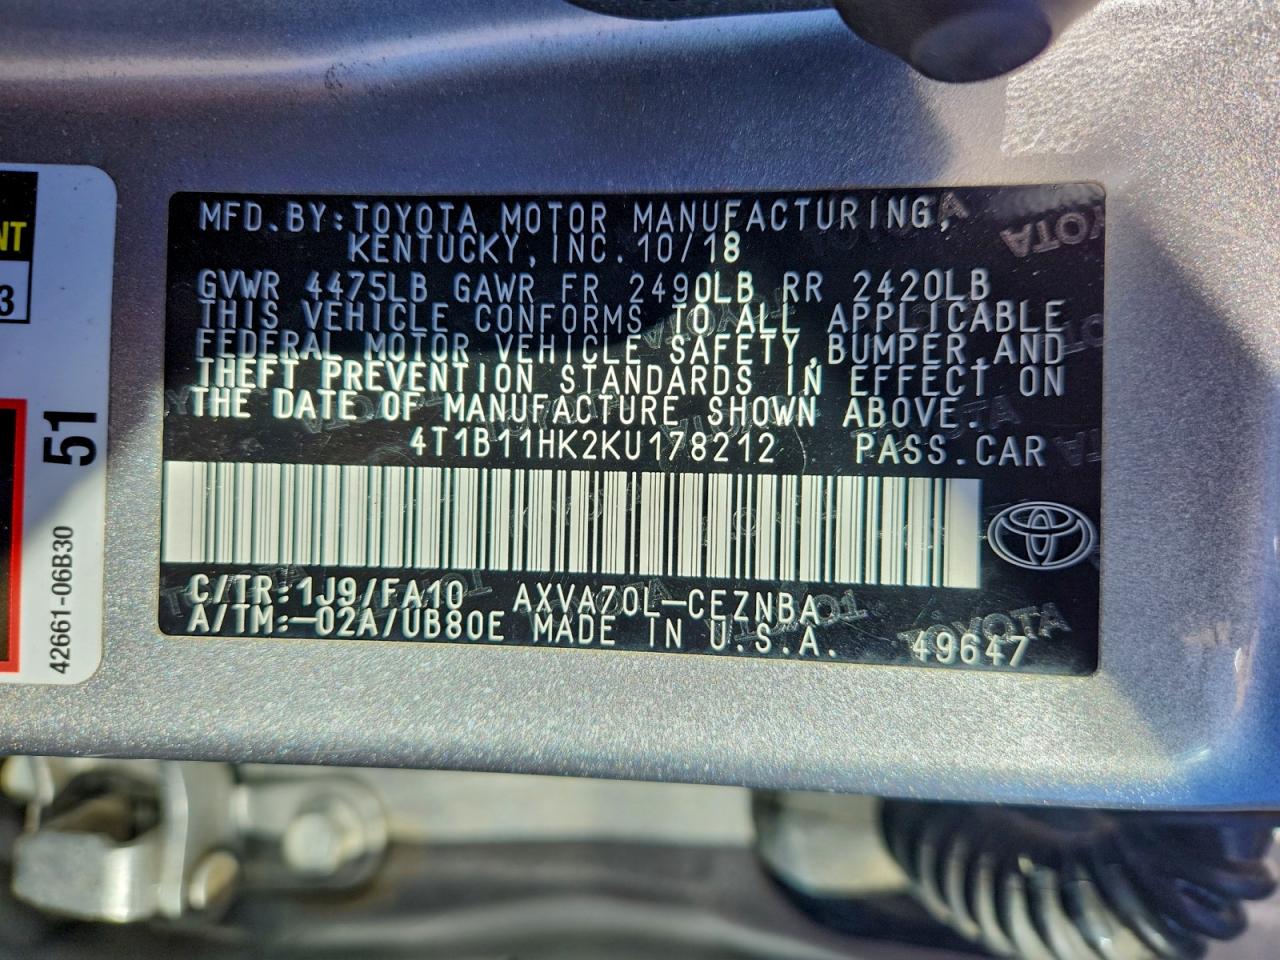 NT
3
51
42661-06B30
MFD.BY:TOYOTA MOTOR MANUFACTURING,
KENTUCKY,INC.10/18
GVWR 4475LB GAWR FR 2490LB RR 2420LB
THIS VEHICLE CONFORMS TO ALL APPLICABLE
FEDERAL MOTOR VEHICLE SAFETY,BUMPER,AND
THEFT PREVENTION STANDARDS IN EFFECT ON
THE DATE OF MANUFACTURE SHOWN ABOVE.
4T1B11HK2KU178212 PASS.CAR
C/TR:1J9/FA10 AXVA70L-CEZNBA
A/TM:-02A/UB80E MADE IN U.S.A. 49647
TOYOTA